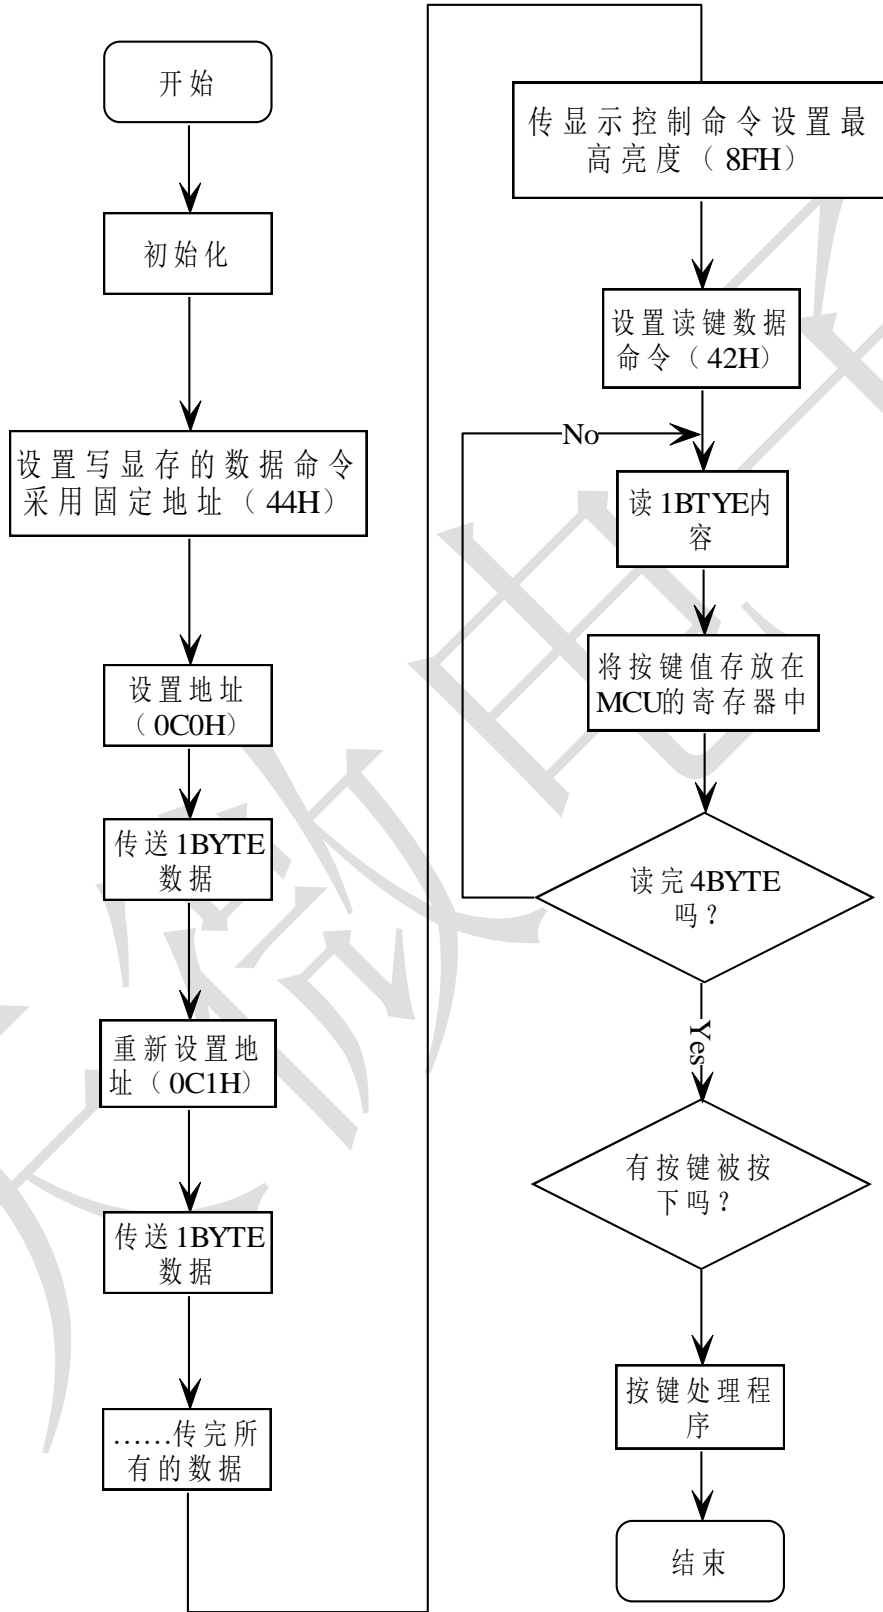 开始
初始化
设置写显存的数据命令
采用固定地址（44H）
设置地址
（0C0H）
传送1BYTE
数据
重新设置地
址（0C1H）
传送1BYTE
数据
……传完所
有的数据
传显示控制命令设置最
高亮度（8FH）
设置读键数据
命令（42H）
No
读1BTYE内
容
将按键值存放在
MCU的寄存器中
读完4BYTE
吗？
Yes
有按键被按
下吗？
按键处理程
序
结束